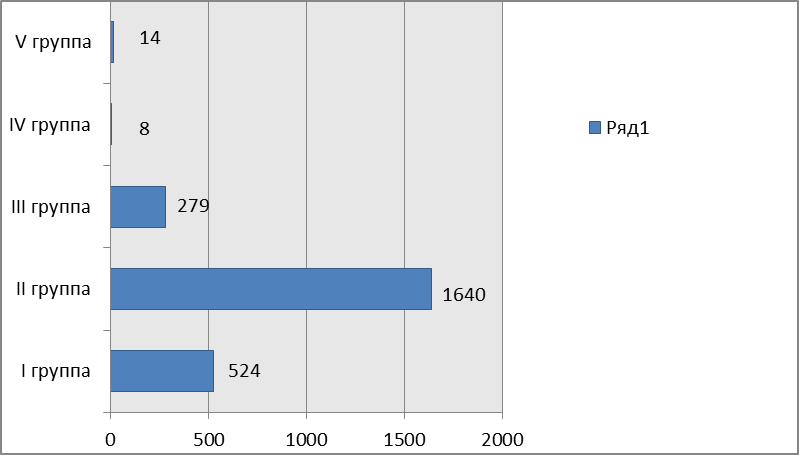 V группа
14
IV группа
8
Ряд1
III группа
279
II группа
1640
I группа
524
0 500 1000 1500 2000